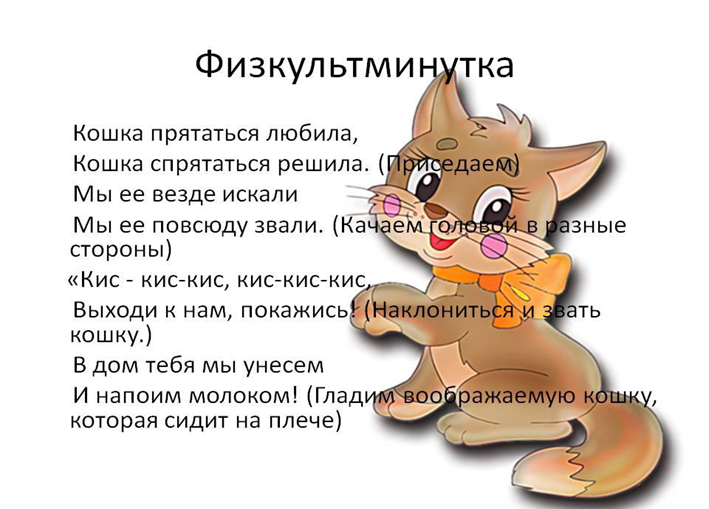 Физкультминутка
Кошка прятаться любила,
Кошка спрятаться решила. (Приседаем)
Мы ее везде искали
Мы ее повсюду звали. (Качаем головой в разные
стороны)
«Кис - кис-кис, кис-кис-кис,
Выходи к нам, покажись! (Наклониться и звать
кошку.)
В дом тебя мы унесем
И напоим молоком! (Гладим воображаемую кошку,
которая сидит на плече)